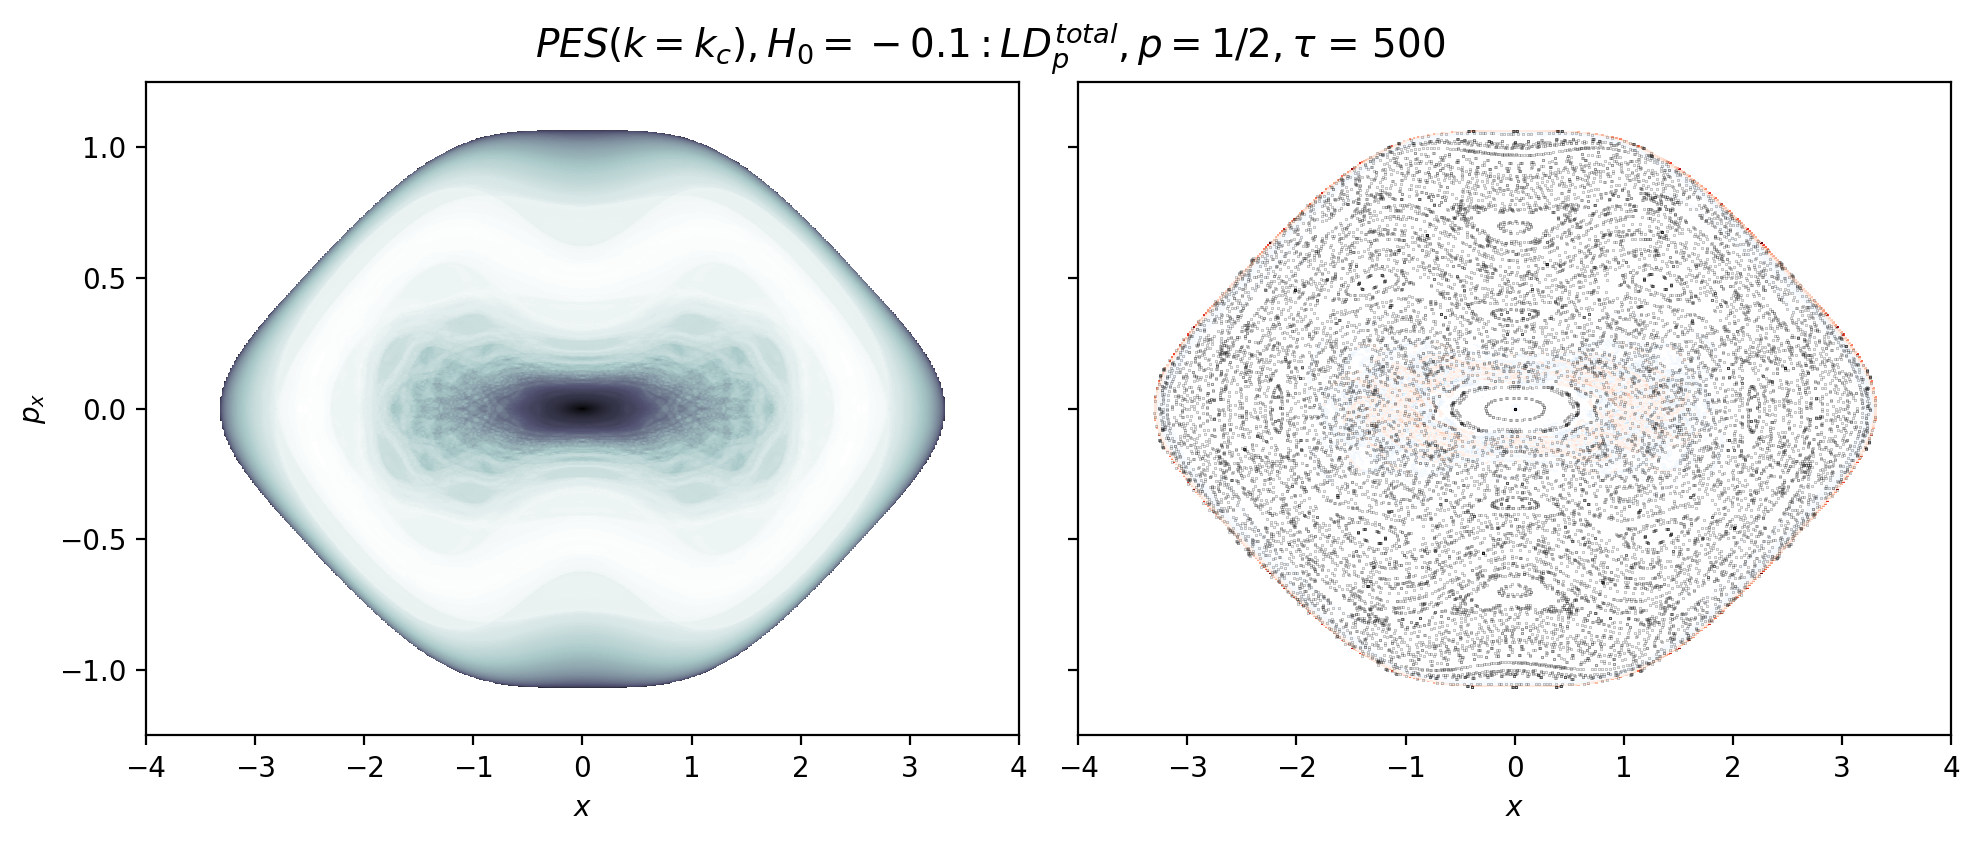 PES(k = k_c), H_0 = −0.1 : LD_p^{total}, p = 1/2, τ = 500
1.0
0.5
0.0
−0.5
−1.0
p_x
−4 −3 −2 −1 0 1 2 3 4
−4 −3 −2 −1 0 1 2 3 4
x
x